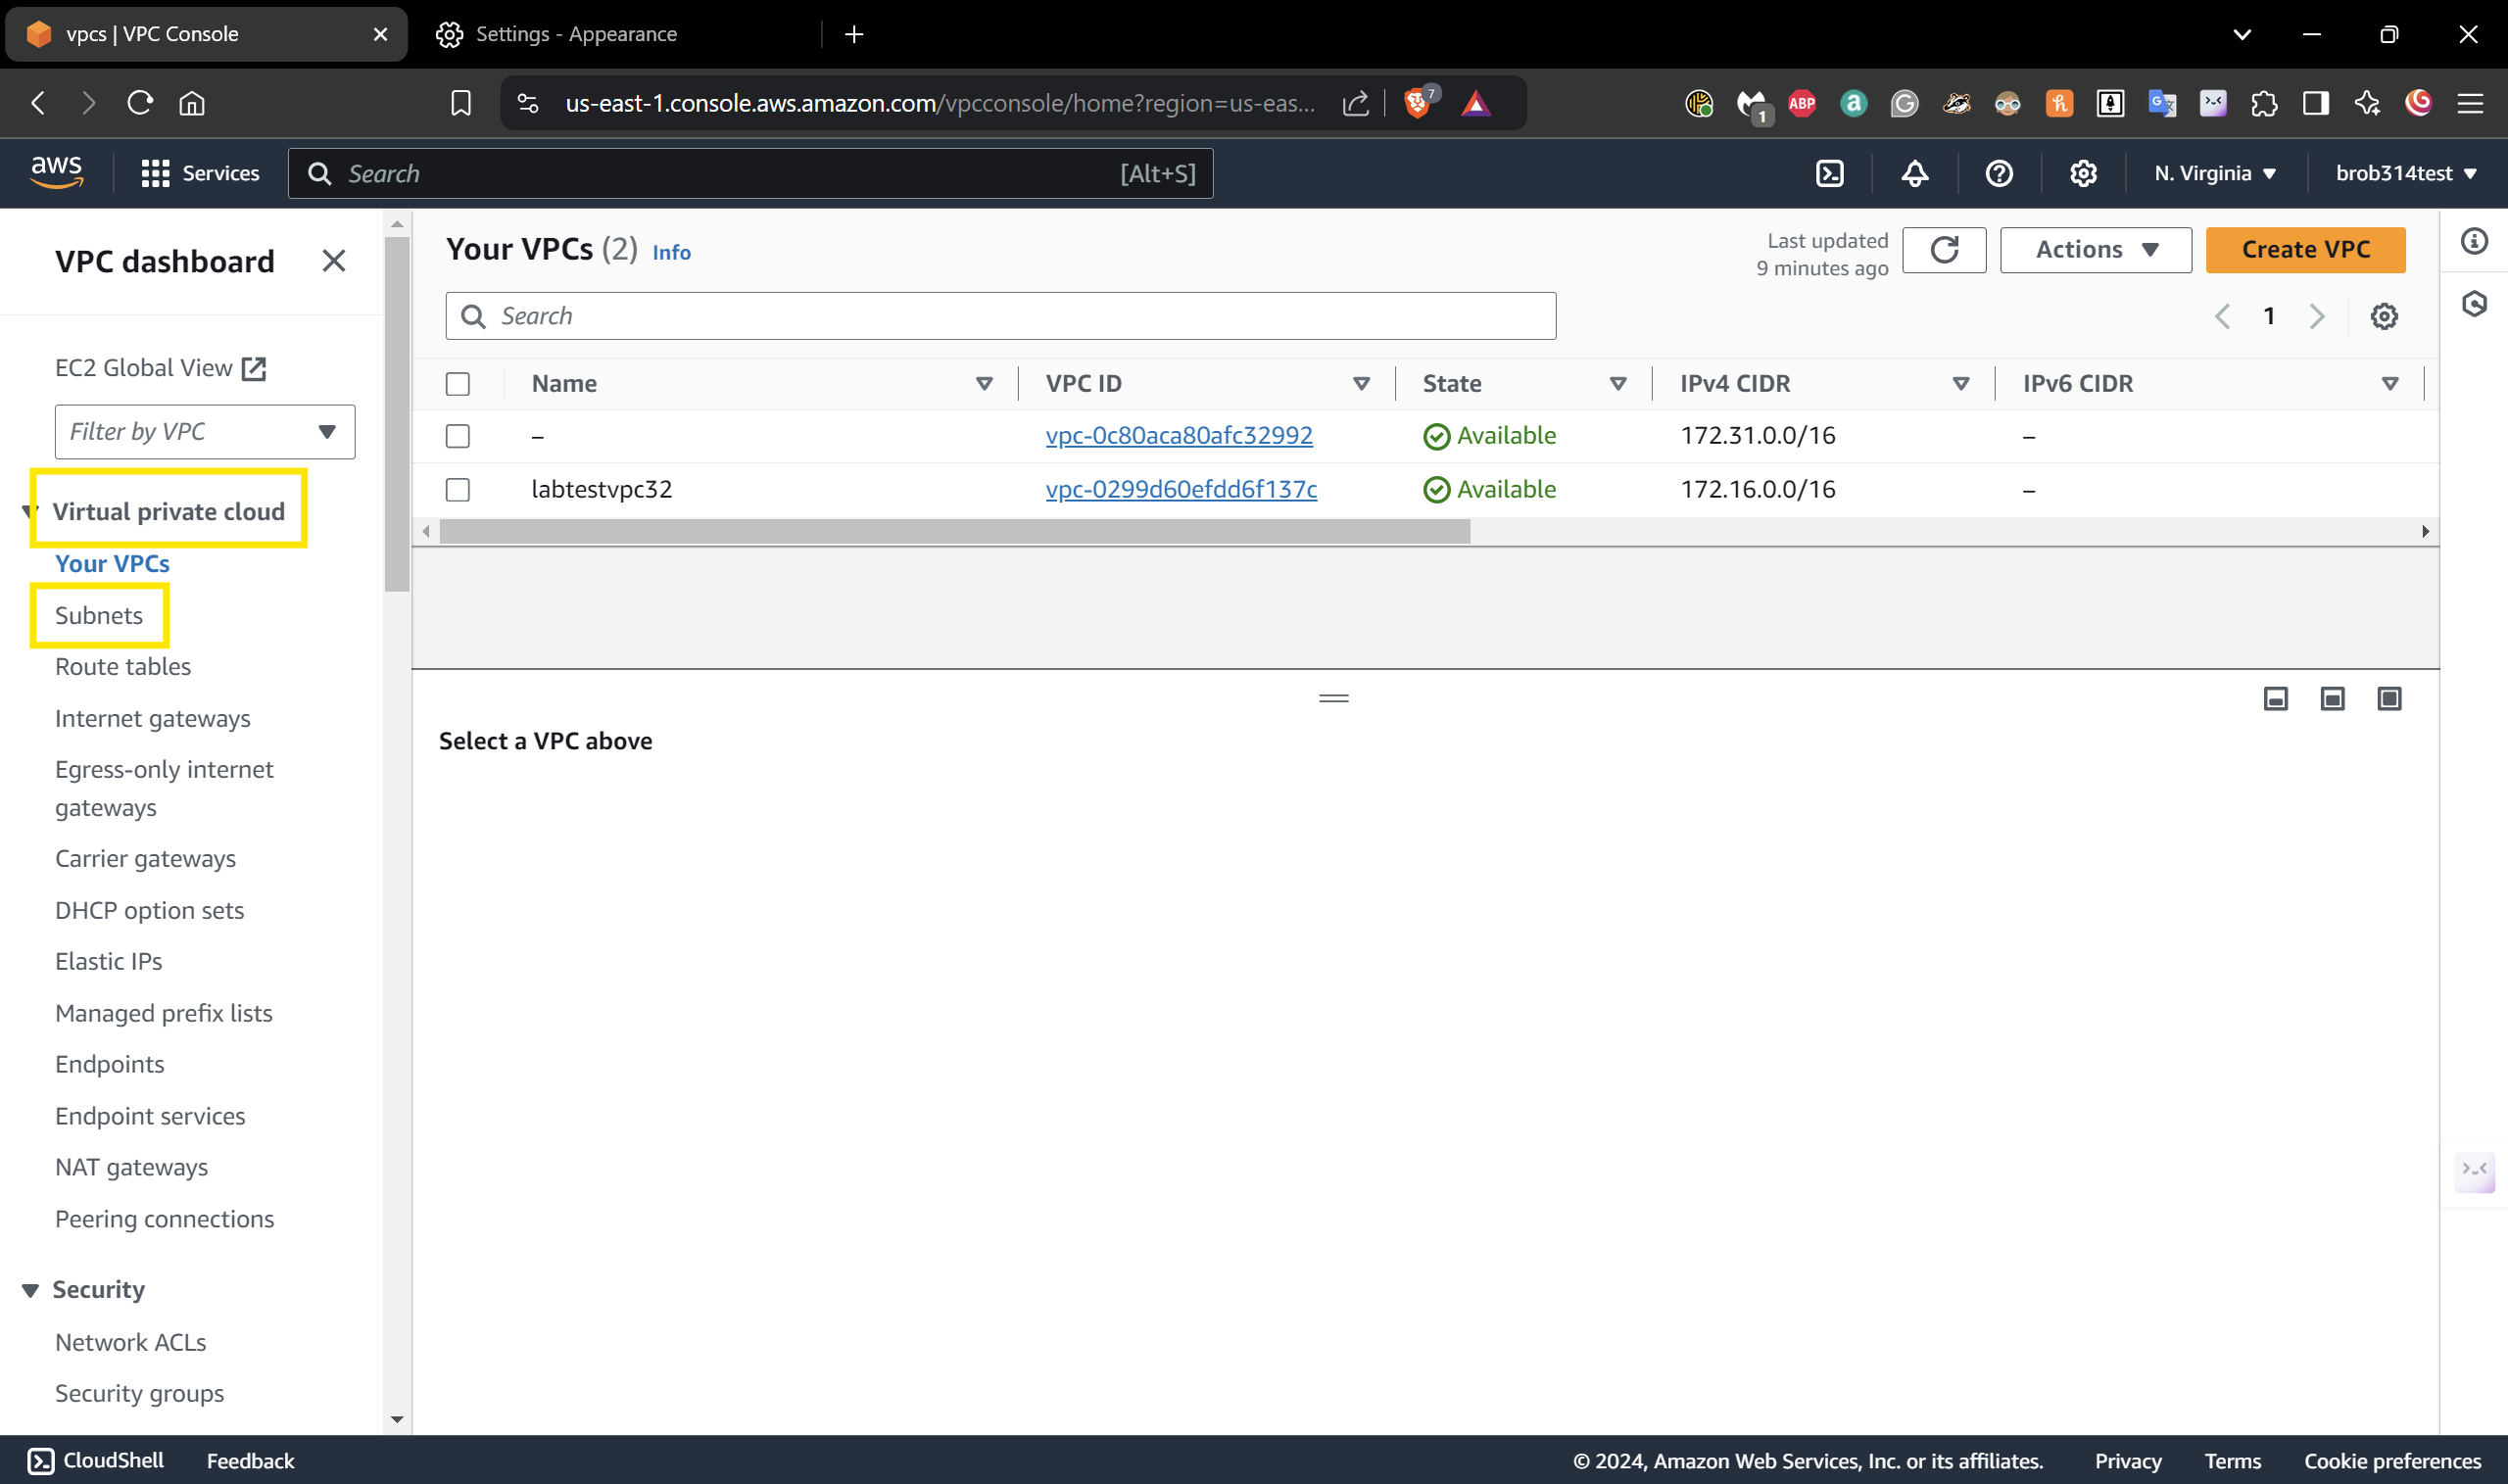 vpcs | VPC Console
Settings - Appearance
us-east-1.console.aws.amazon.com/vpcconsole/home?region=us-eas...
7
1
ABP
aws
Services
Search
[Alt+S]
N. Virginia
brob314test
VPC dashboard
EC2 Global View
Filter by VPC
Virtual private cloud
Your VPCs
Subnets
Route tables
Internet gateways
Egress-only internet
gateways
Carrier gateways
DHCP option sets
Elastic IPs
Managed prefix lists
Endpoints
Endpoint services
NAT gateways
Peering connections
Security
Network ACLs
Security groups
Your VPCs (2) Info
Last updated
9 minutes ago
Actions
Create VPC
Search
1
Name VPC ID State IPv4 CIDR IPv6 CIDR
– vpc-0c80aca80afc32992 Available 172.31.0.0/16 –
labtestvpc32 vpc-0299d60efdd6f137c Available 172.16.0.0/16 –
Select a VPC above
CloudShell
Feedback
© 2024, Amazon Web Services, Inc. or its affiliates.
Privacy
Terms
Cookie preferences